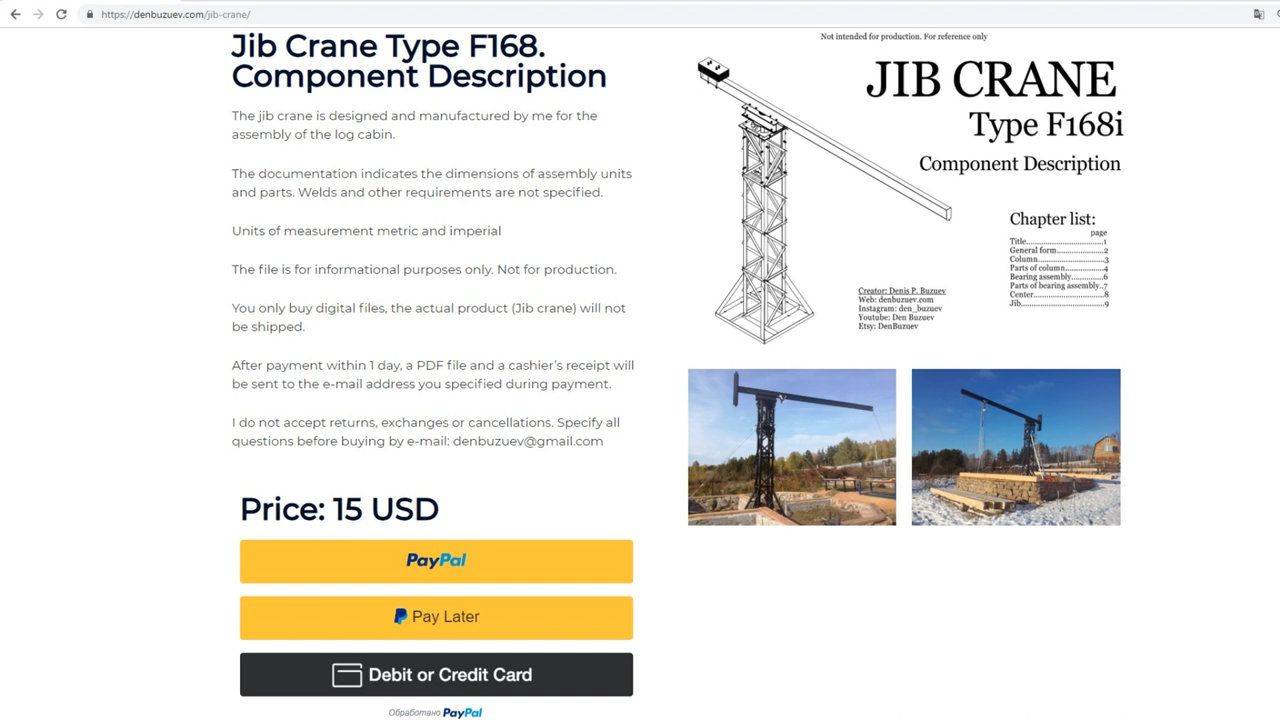 https://denbuzuev.com/jib-crane/
Jib Crane Type F168.
Component Description
The jib crane is designed and manufactured by me for the
assembly of the log cabin.
The documentation indicates the dimensions of assembly units
and parts. Welds and other requirements are not specified.
Units of measurement metric and imperial
The file is for informational purposes only. Not for production.
You only buy digital files, the actual product (Jib crane) will not
be shipped.
After payment within 1 day, a PDF file and a cashier’s receipt will
be sent to the e-mail address you specified during payment.
I do not accept returns, exchanges or cancellations. Specify all
questions before buying by e-mail: denbuzuev@gmail.com
Price: 15 USD
PayPal
Pay Later
Debit or Credit Card
Обработано PayPal
Not intended for production. For reference only
JIB CRANE
Type F168i
Component Description
Chapter list:
page
Title.............................................1
General form.........................2
Column..................................3
Parts of column....................4
Bearing assembly..................6
Parts of bearing assembly..7
Center....................................8
Jib..........................................9
Creator: Denis P. Buzuev
Web: denbuzuev.com
Instagram: den_buzuev
Youtube: Den Buzuev
Etsy: DenBuzuev